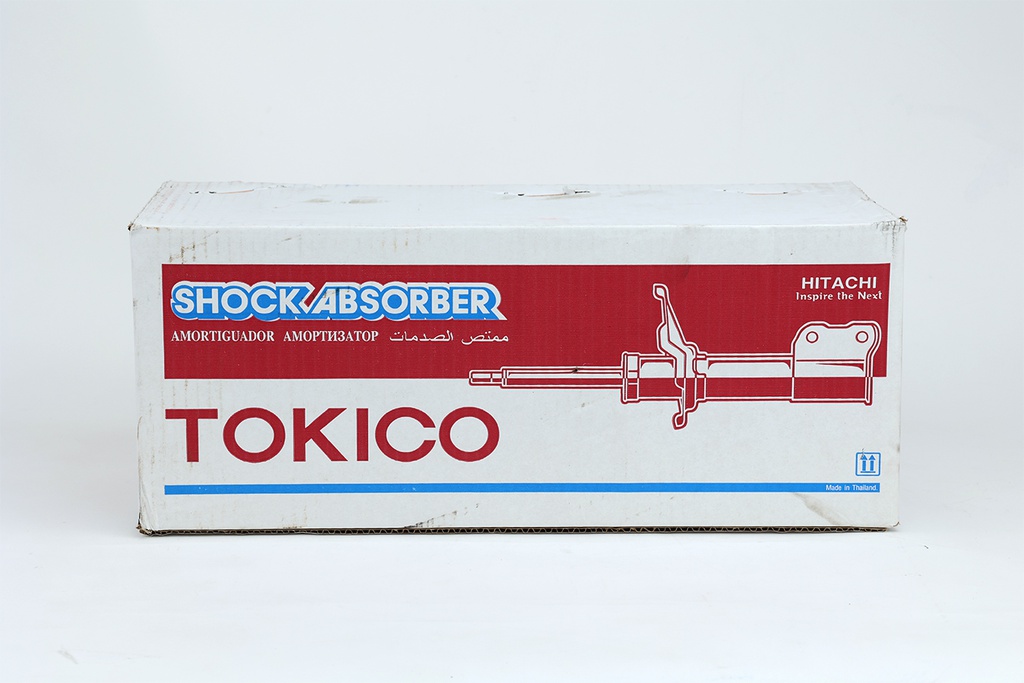 SHOCK ABSORBER
HITACHI
Inspire the Next
AMORTIGUADOR АМОРТИЗАТОР ممتص الصدمات
TOKICO
Made in Thailand.